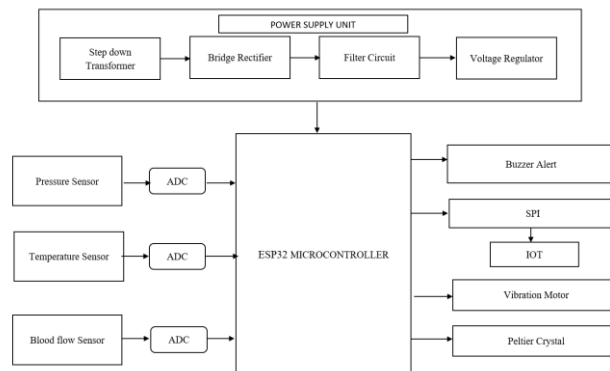 POWER SUPPLY UNIT
Step down
Transformer
Bridge Rectifier
Filter Circuit
Voltage Regulator
Pressure Sensor
ADC
Temperature Sensor
ADC
Blood flow Sensor
ADC
ESP32 MICROCONTROLLER
Buzzer Alert
SPI
IOT
Vibration Motor
Peltier Crystal